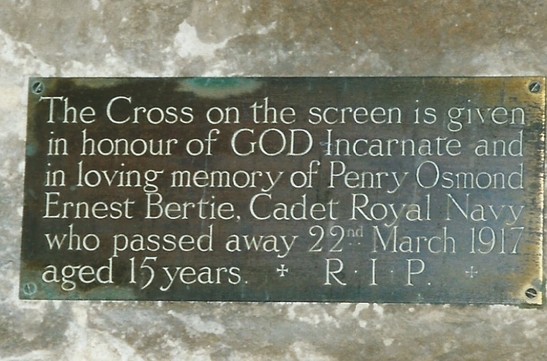 The Cross on the screen is given
in honour of GOD Incarnate and
in loving memory of Penry Osmond
Ernest Bertie, Cadet Royal Navy
who passed away 22nd March 1917
aged 15 years. + R · I · P. +